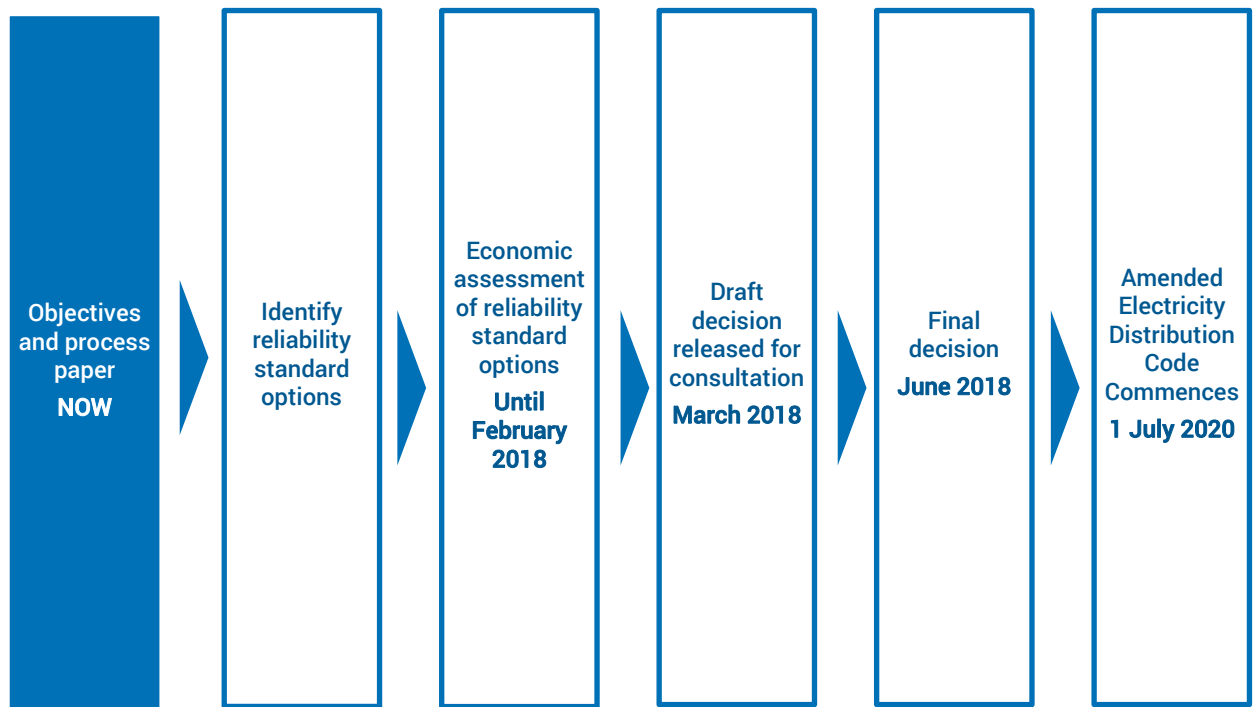 Objectives
and process
paper
NOW
Identify
reliability
standard
options
Economic
assessment
of reliability
standard
options
Until
February
2018
Draft
decision
released for
consultation
March 2018
Final
decision
June 2018
Amended
Electricity
Distribution
Code
Commences
1 July 2020